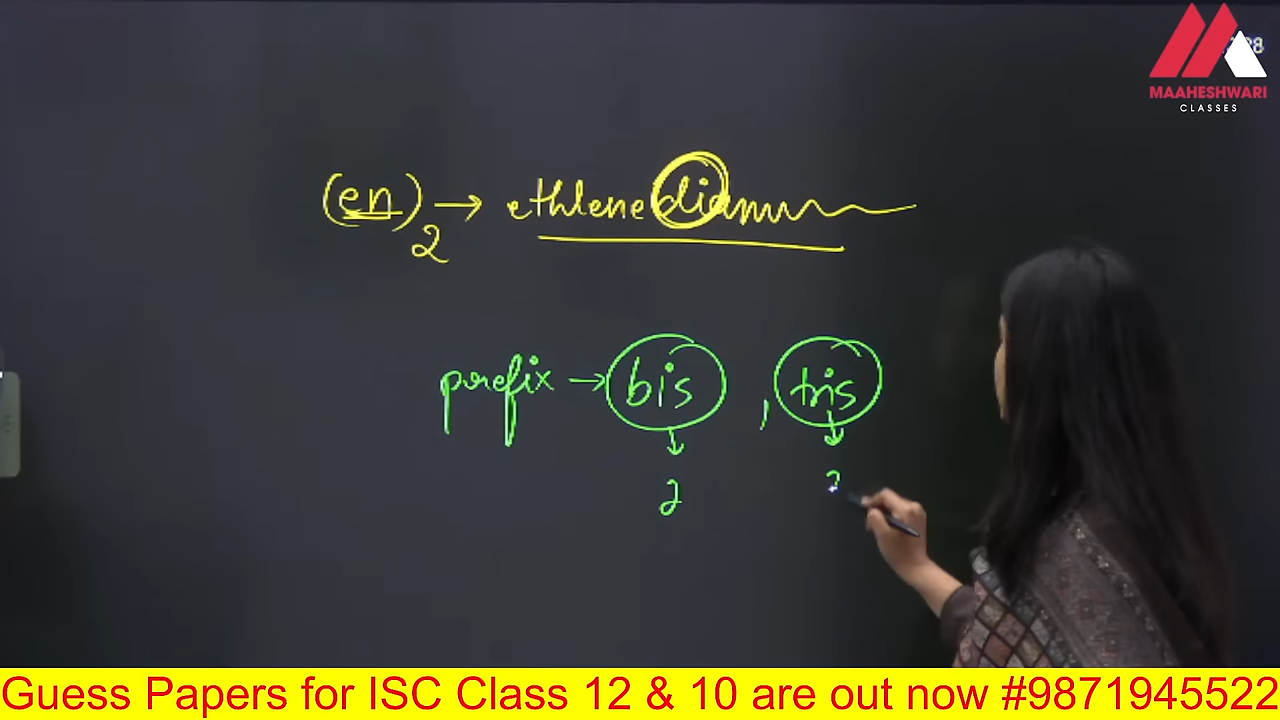 MAAHESHWARI
CLASSES
(en)2 → ethlenediam
prefix → bis , tris
2
Guess Papers for ISC Class 12 & 10 are out now #9871945522